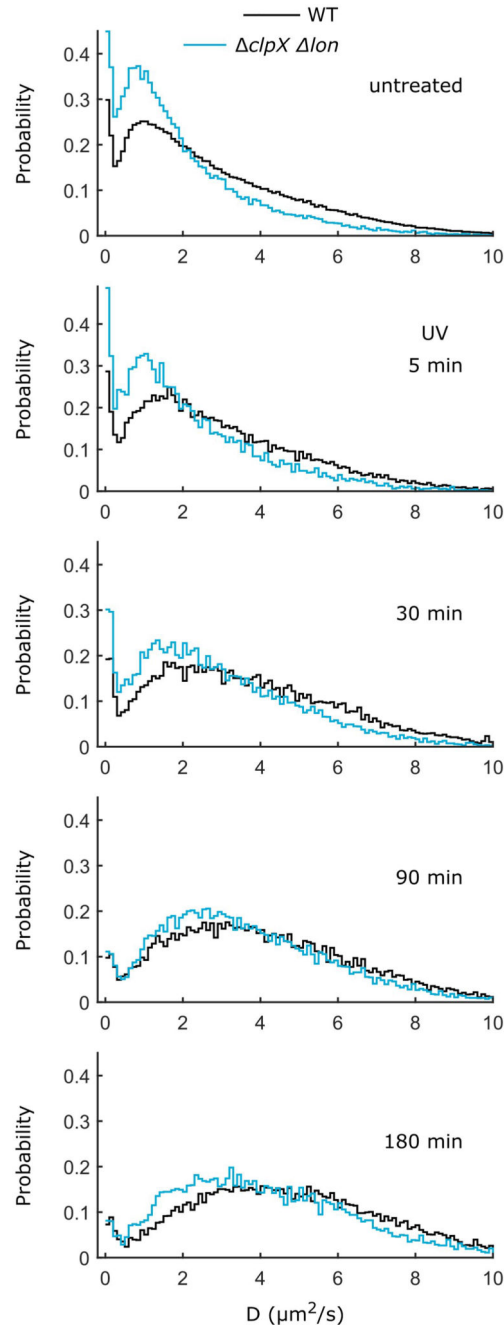 WT
ΔclpX Δlon
untreated
Probability
0.4
0.3
0.2
0.1
0
0 2 4 6 8 10
UV
5 min
Probability
0.4
0.3
0.2
0.1
0
0 2 4 6 8 10
30 min
Probability
0.4
0.3
0.2
0.1
0
0 2 4 6 8 10
90 min
Probability
0.4
0.3
0.2
0.1
0
0 2 4 6 8 10
180 min
Probability
0.4
0.3
0.2
0.1
0
0 2 4 6 8 10
D (μm²/s)